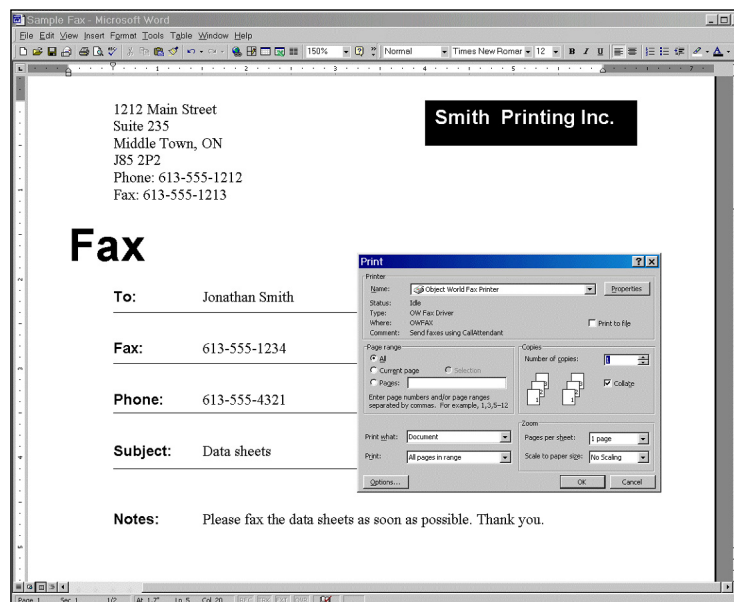 Sample Fax - Microsoft Word
File Edit View Insert Format Tools Table Window Help
150% Normal Times New Roman 12 B I U
1 2 3 4 5 7
1212 Main Street
Suite 235
Middle Town, ON
J85 2P2
Phone: 613-555-1212
Fax: 613-555-1213
Smith Printing Inc.
Fax
To: Jonathan Smith
Fax: 613-555-1234
Phone: 613-555-4321
Subject: Data sheets
Notes: Please fax the data sheets as soon as possible. Thank you.
Print
Printer
Name: Object World Fax Printer Properties
Status: Idle
Type: OW Fax Driver
Where: OWFAX Print to file
Comment: Send faxes using CallAttendant
Page range
All
Current page Selection
Pages:
Enter page numbers and/or page ranges
separated by commas. For example, 1,3,5–12
Copies
Number of copies: 1
Collate
Print what: Document
Print: All pages in range
Zoom
Pages per sheet: 1 page
Scale to paper size: No Scaling
Options... OK Cancel
Page 1 Sec 1 1/2 At 1.7" Ln 5 Col 20